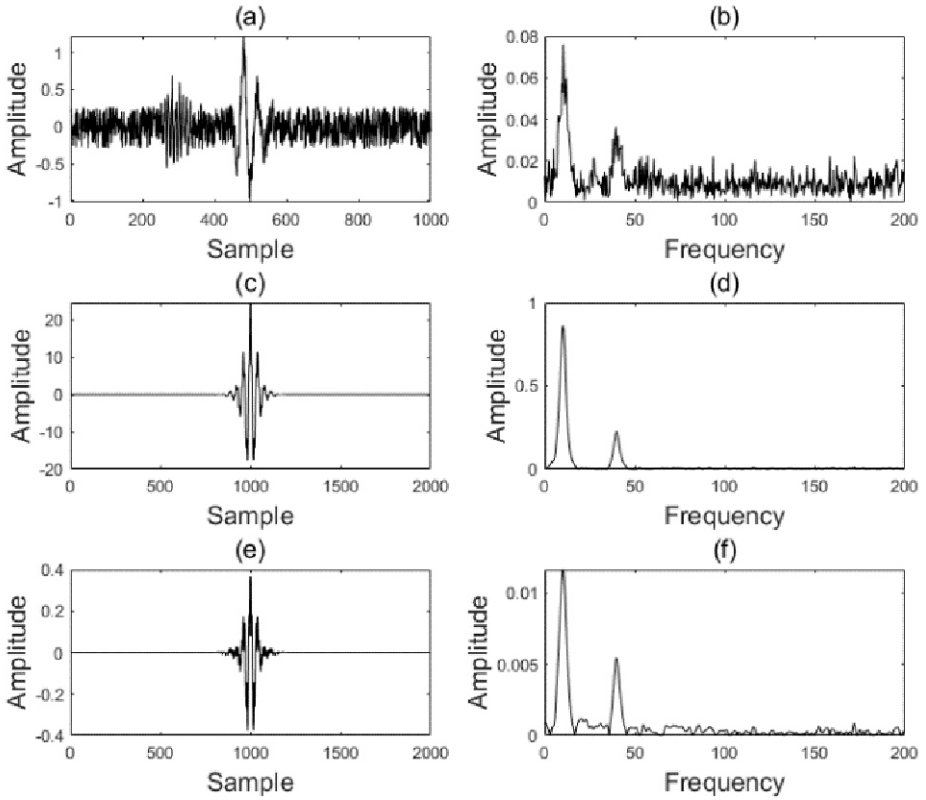 (a) (b)
Amplitude 1 0.5 0 -0.5 -1 0 200 400 600 800 1000 Sample
Amplitude 0.08 0.06 0.04 0.02 0 0 50 100 150 200 Frequency
(c) (d)
Amplitude 20 10 0 -10 -20 0 500 1000 1500 2000 Sample
Amplitude 1 0.5 0 0 50 100 150 200 Frequency
(e) (f)
Amplitude 0.4 0.2 0 -0.2 -0.4 0 500 1000 1500 2000 Sample
Amplitude 0.01 0.005 0 0 50 100 150 200 Frequency